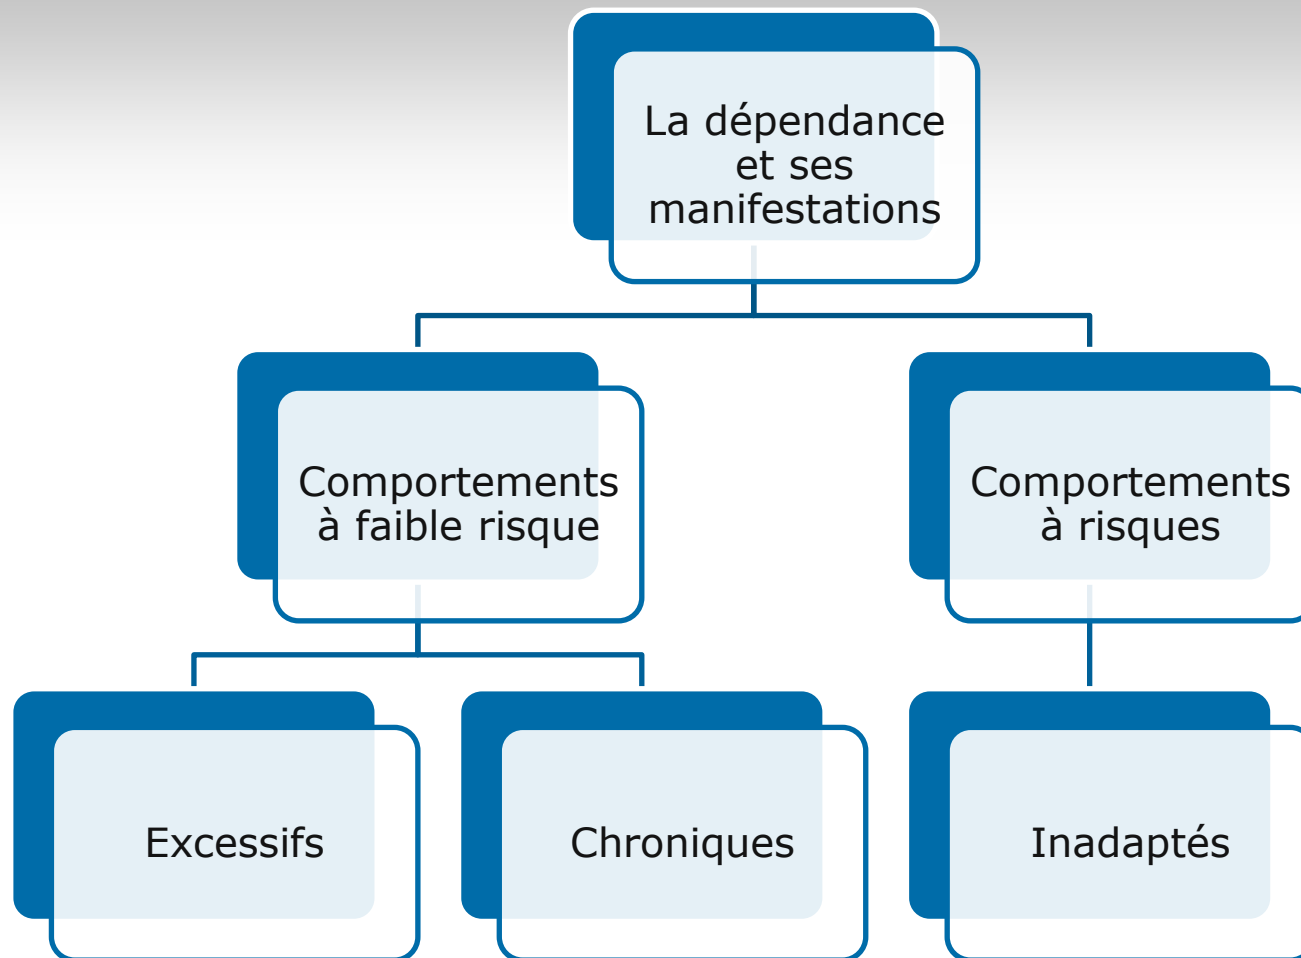 La dépendance
et ses
manifestations
Comportements
à faible risque
Comportements
à risques
Excessifs
Chroniques
Inadaptés